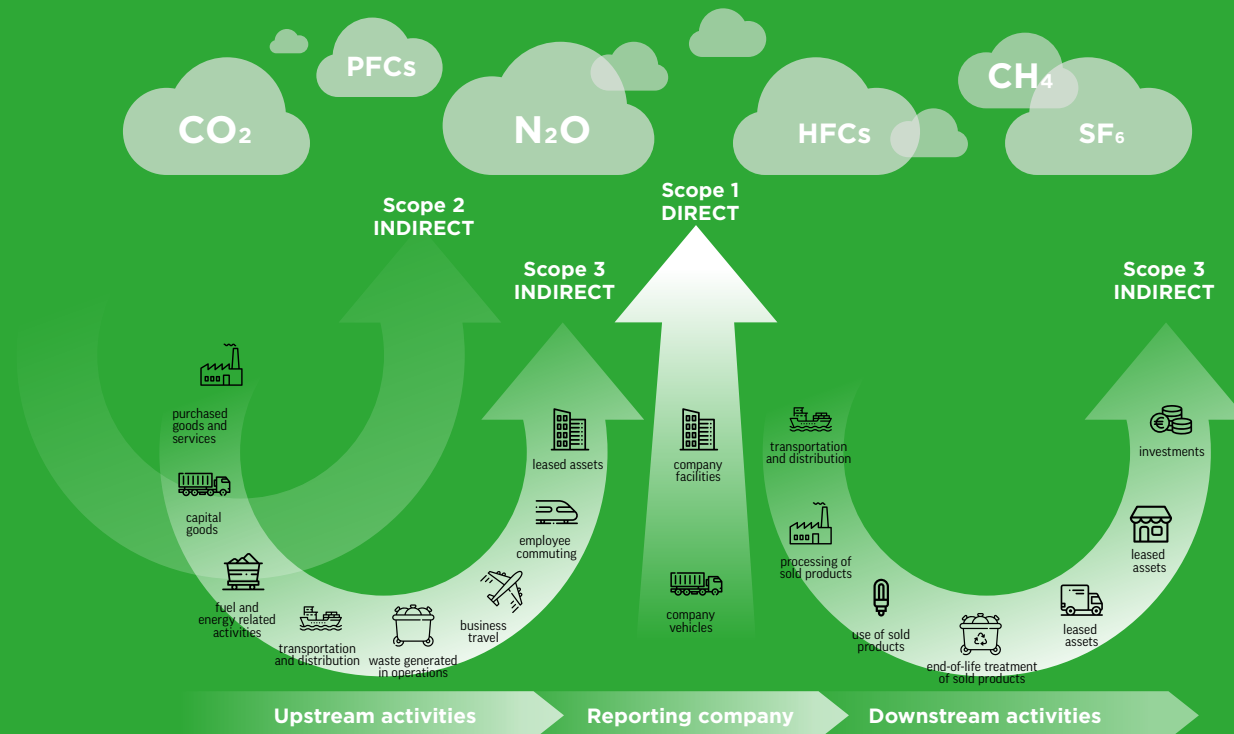 PFCs
CH4
CO2
N2O
HFCs
SF6
Scope 1
DIRECT
Scope 2
INDIRECT
Scope 3
INDIRECT
Scope 3
INDIRECT
purchased
goods and
services
capital
goods
fuel and
energy related
activities
transportation
and distribution
waste generated
in operations
business
travel
employee
commuting
leased assets
company
facilities
company
vehicles
transportation
and distribution
processing of
sold products
use of sold
products
end-of-life treatment
of sold products
leased
assets
leased
assets
investments
Upstream activities
Reporting company
Downstream activities